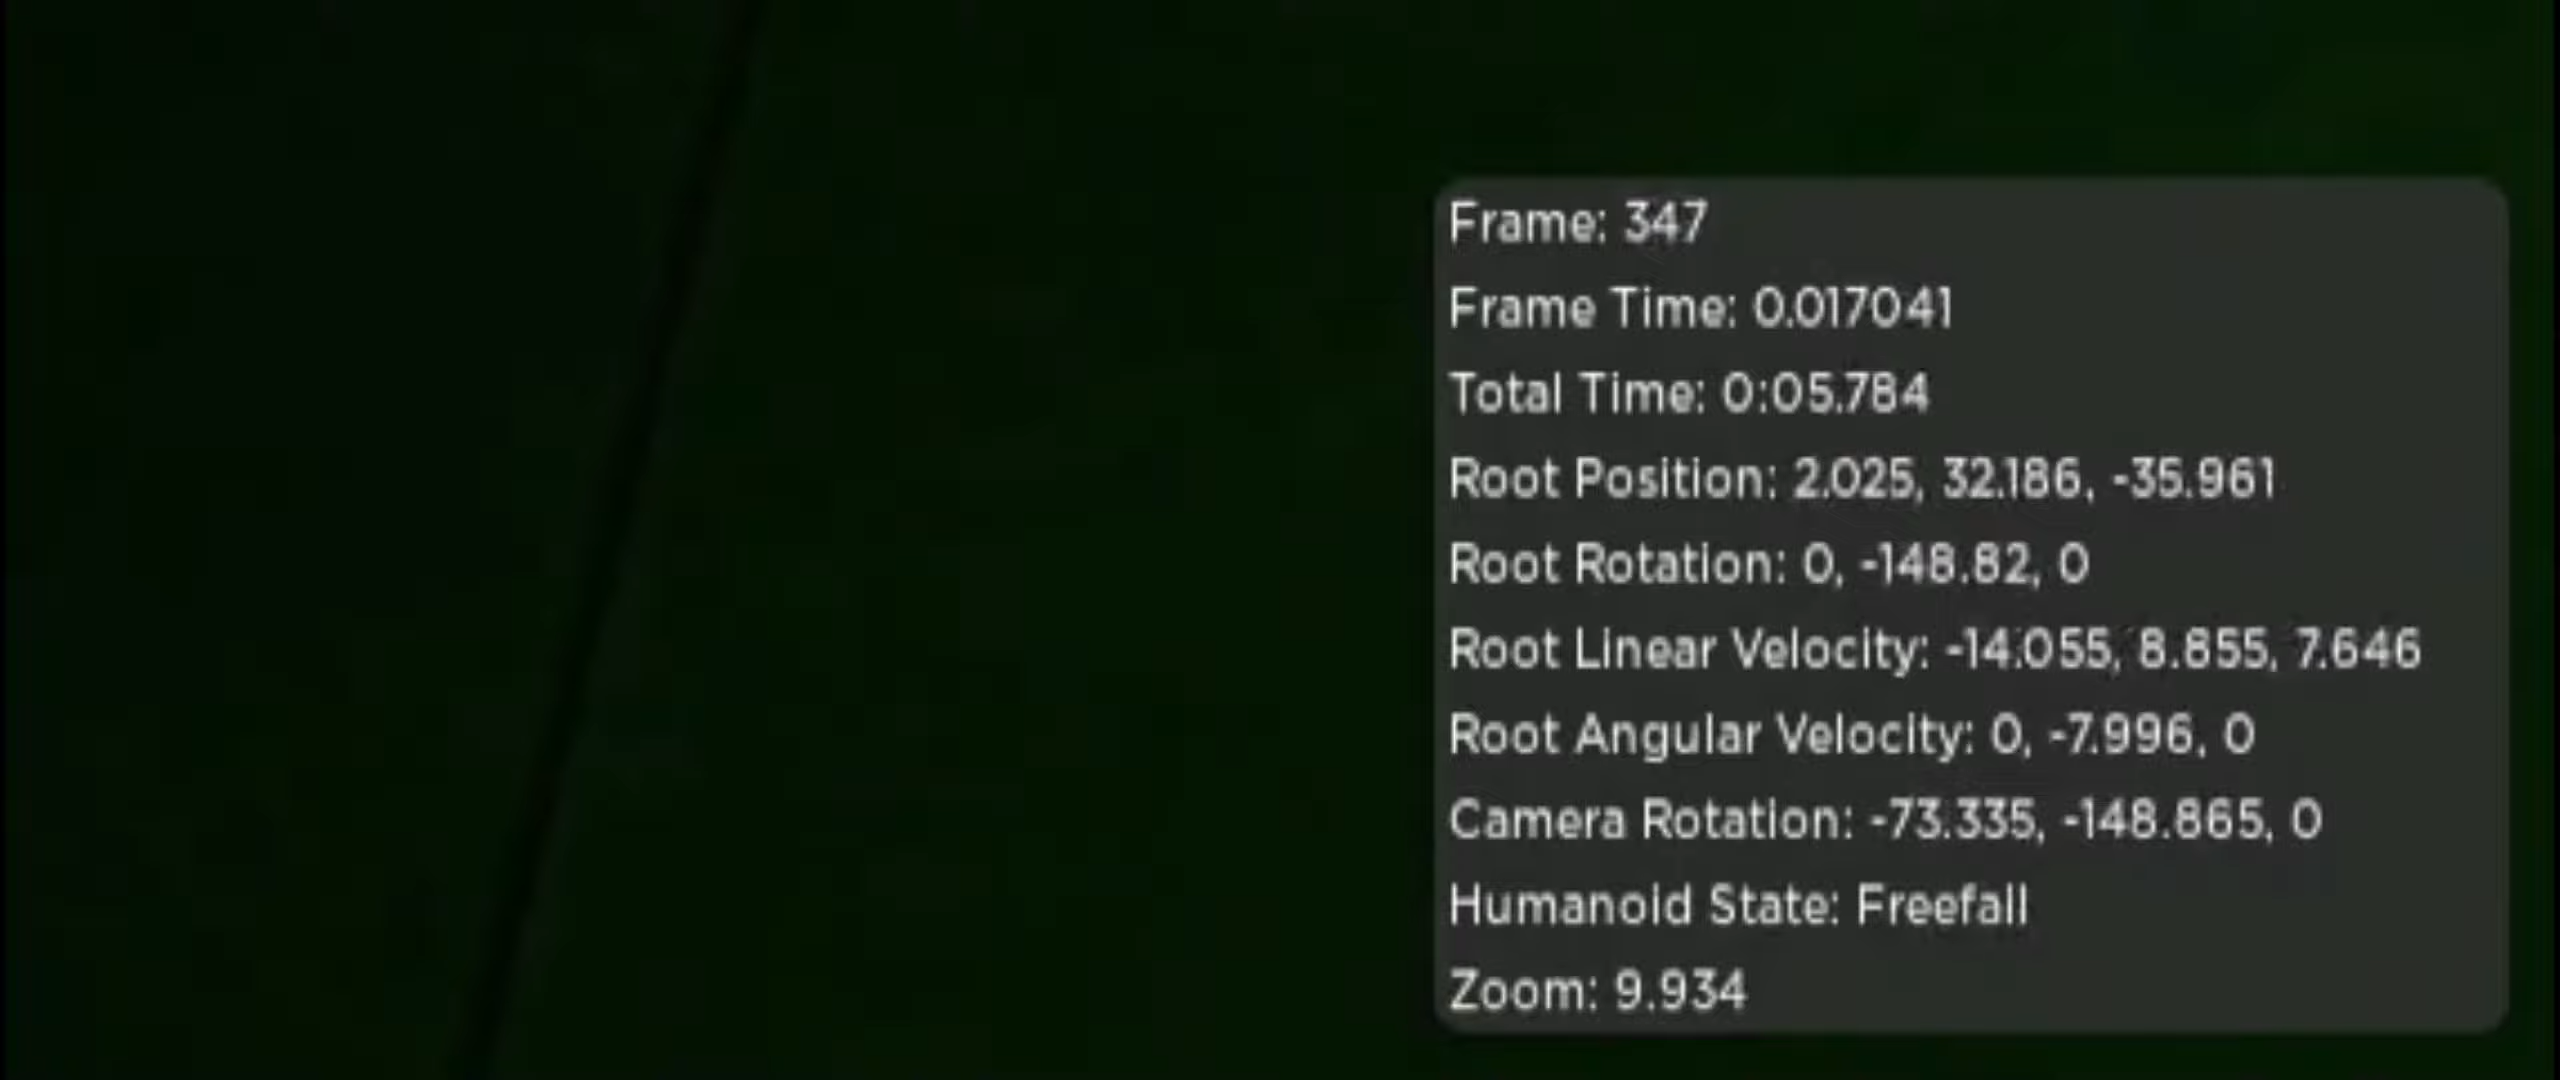 Frame: 347
Frame Time: 0.017041
Total Time: 0:05.784
Root Position: 2.025, 32.186, -35.961
Root Rotation: 0, -148.82, 0
Root Linear Velocity: -14.055, 8.855, 7.646
Root Angular Velocity: 0, -7.996, 0
Camera Rotation: -73.335, -148.865, 0
Humanoid State: Freefall
Zoom: 9.934